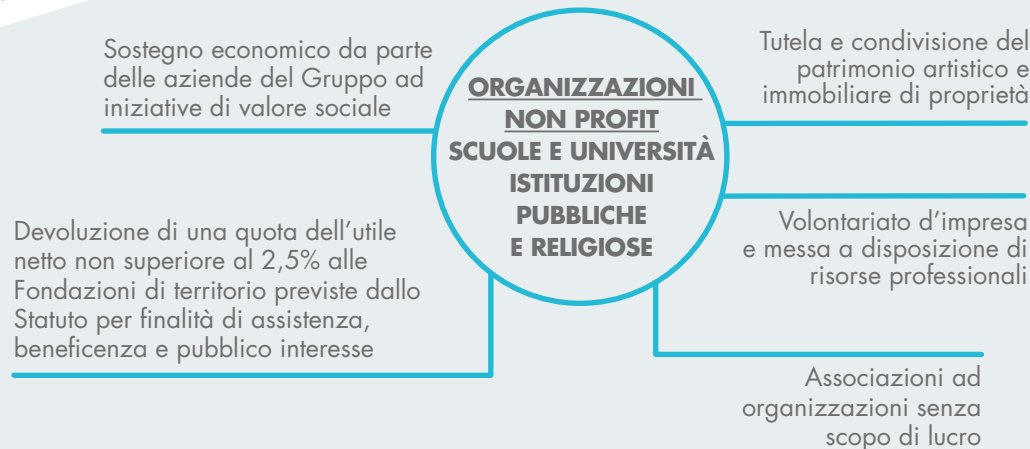 Sostegno economico da parte
delle aziende del Gruppo ad
iniziative di valore sociale
Devoluzione di una quota dell’utile
netto non superiore al 2,5% alle
Fondazioni di territorio previste dallo
Statuto per finalità di assistenza,
beneficenza e pubblico interesse
ORGANIZZAZIONI
NON PROFIT
SCUOLE E UNIVERSITÀ
ISTITUZIONI
PUBBLICHE
E RELIGIOSE
Tutela e condivisione del
patrimonio artistico e
immobiliare di proprietà
Volontariato d’impresa
e messa a disposizione di
risorse professionali
Associazioni ad
organizzazioni senza
scopo di lucro